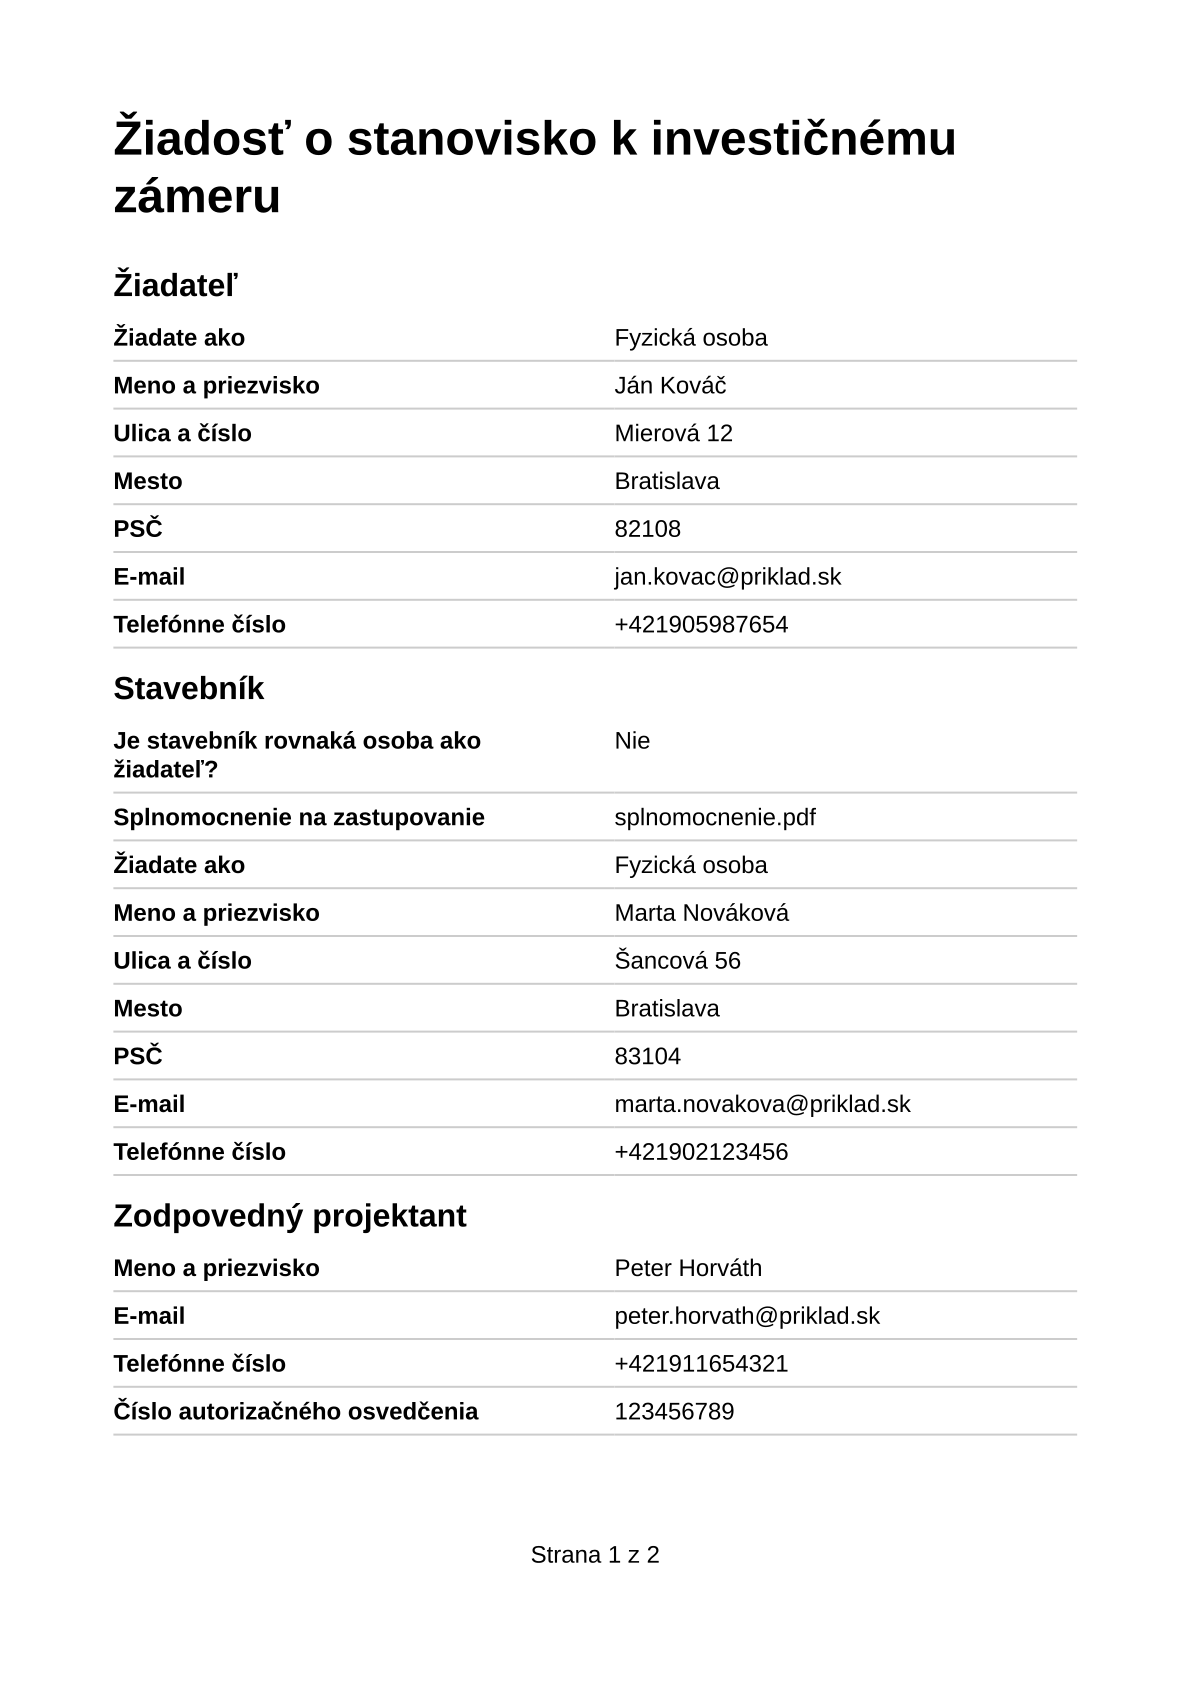 Žiadosť o stanovisko k investičnému
zámeru
Žiadateľ
Žiadate ako Fyzická osoba
Meno a priezvisko Ján Kováč
Ulica a číslo Mierová 12
Mesto Bratislava
PSČ 82108
E-mail jan.kovac@priklad.sk
Telefónne číslo +421905987654
Stavebník
Je stavebník rovnaká osoba ako Nie
žiadateľ?
Splnomocnenie na zastupovanie splnomocnenie.pdf
Žiadate ako Fyzická osoba
Meno a priezvisko Marta Nováková
Ulica a číslo Šancová 56
Mesto Bratislava
PSČ 83104
E-mail marta.novakova@priklad.sk
Telefónne číslo +421902123456
Zodpovedný projektant
Meno a priezvisko Peter Horváth
E-mail peter.horvath@priklad.sk
Telefónne číslo +421911654321
Číslo autorizačného osvedčenia 123456789
Strana 1 z 2